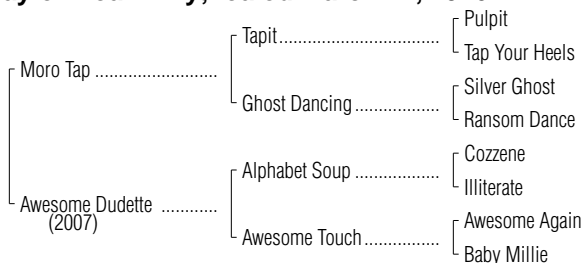 Pulpit
Tapit
Tap Your Heels
Moro Tap
Silver Ghost
Ghost Dancing
Ransom Dance
Cozzene
Alphabet Soup
Illiterate
Awesome Dudette
(2007)
Awesome Again
Awesome Touch
Baby Millie